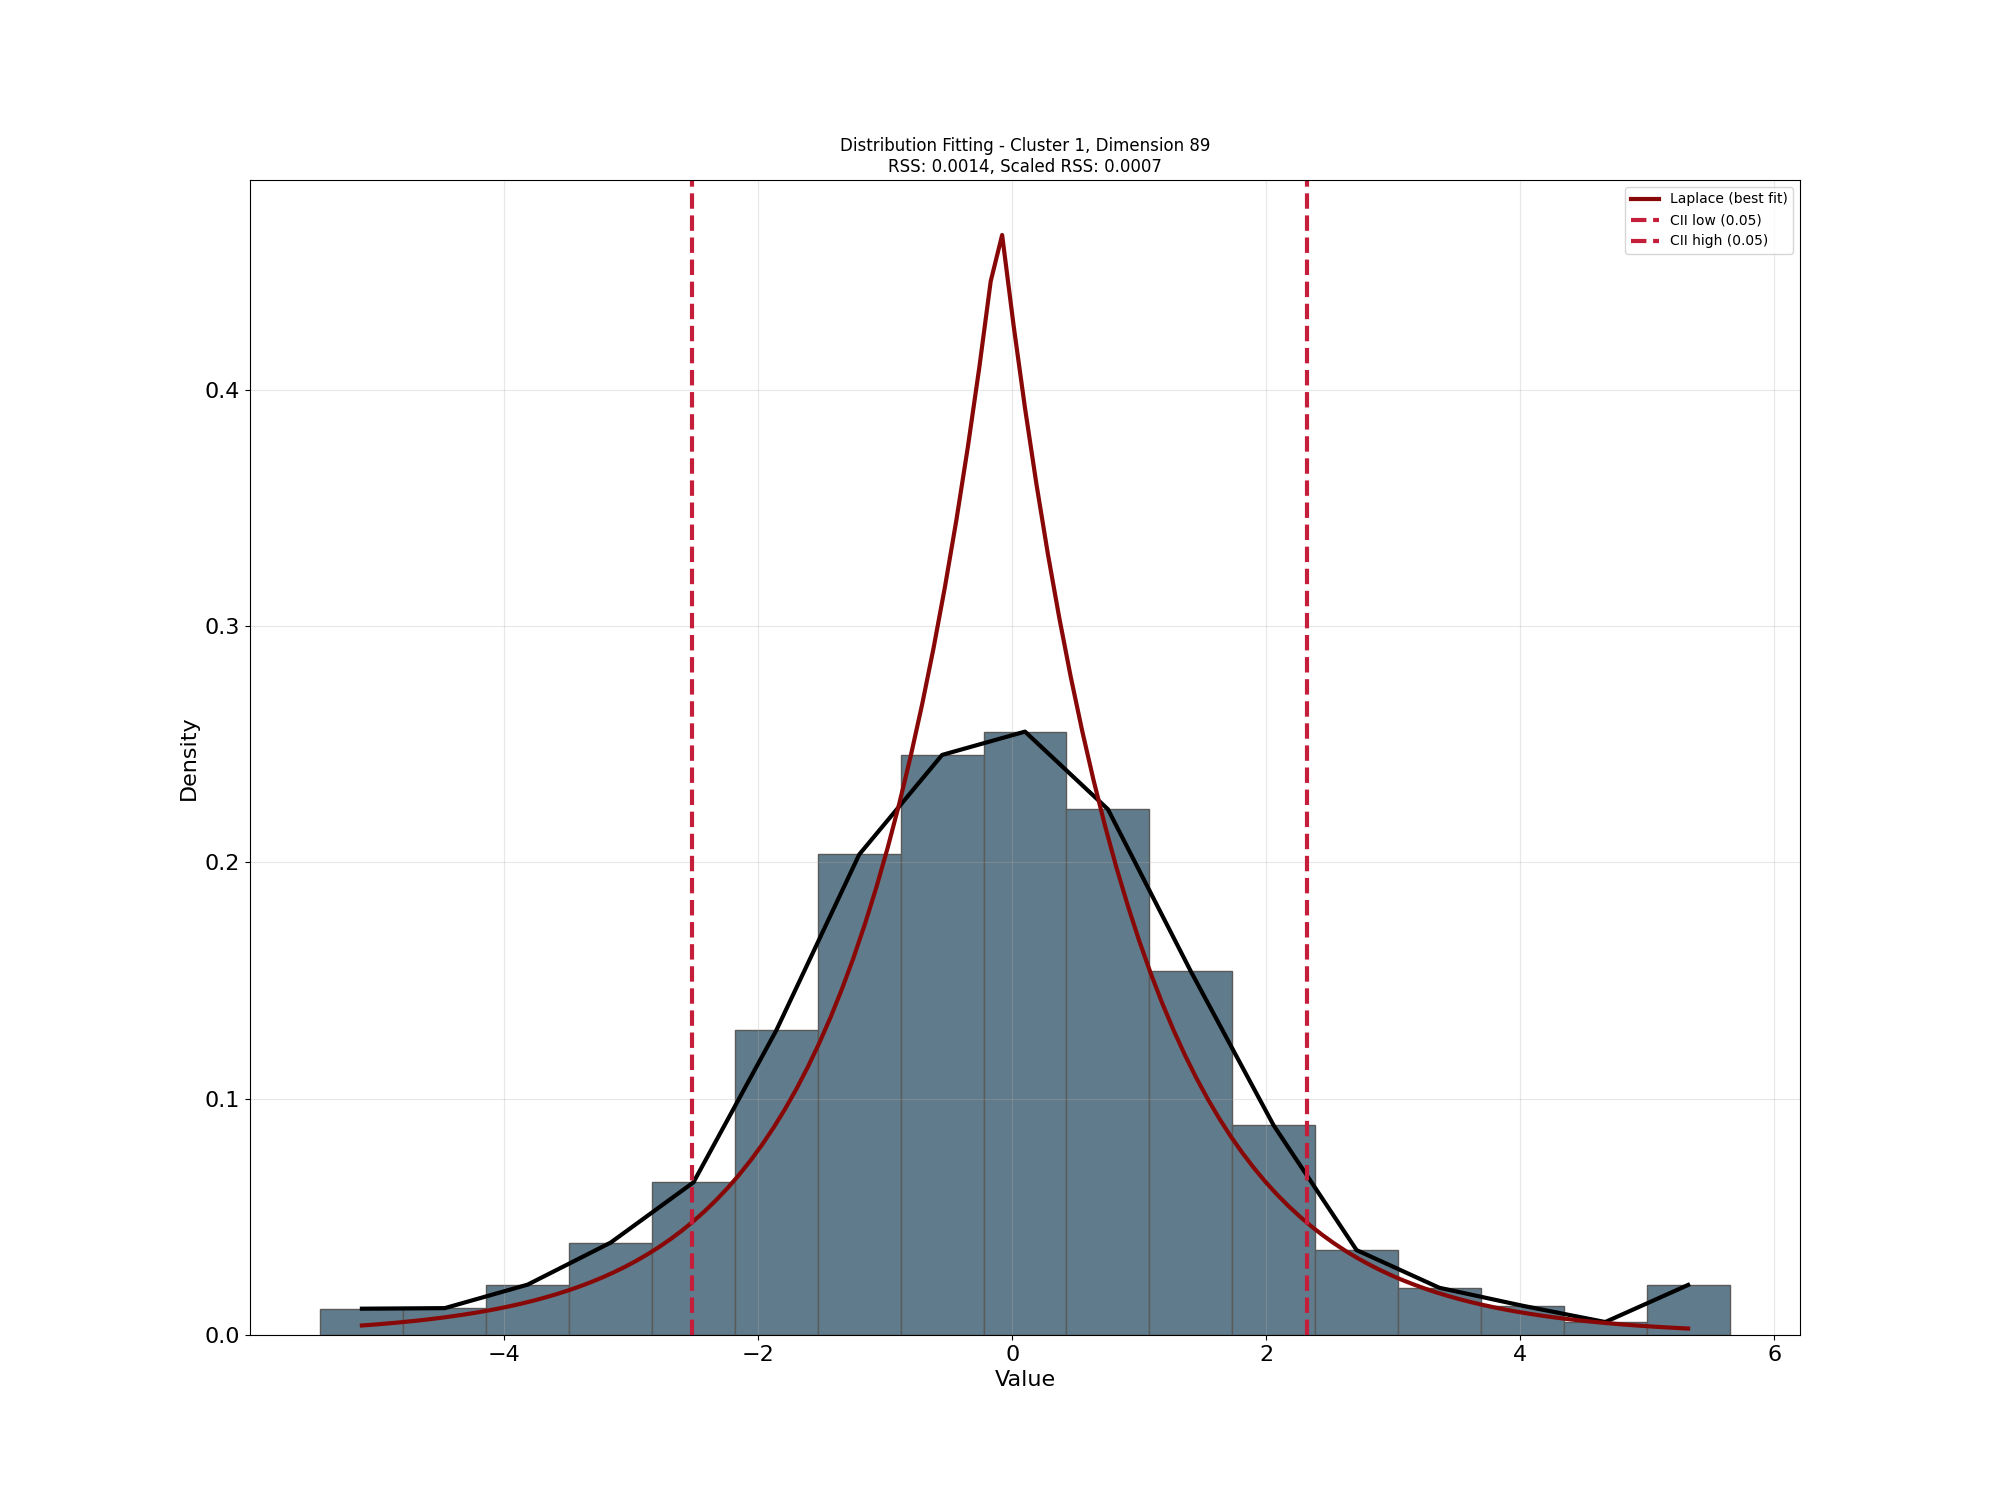 Distribution Fitting - Cluster 1, Dimension 89
RSS: 0.0014, Scaled RSS: 0.0007
Laplace (best fit)
CII low (0.05)
CII high (0.05)
Density
0.4
0.3
0.2
0.1
0.0
−4
−2
0
2
4
6
Value